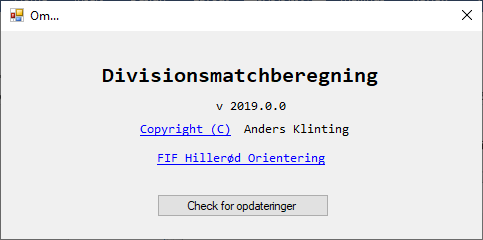 Om...
Divisionsmatchberegning
v 2019.0.0
Copyright (C) Anders Klinting
FIF Hillerød Orientering
Check for opdateringer